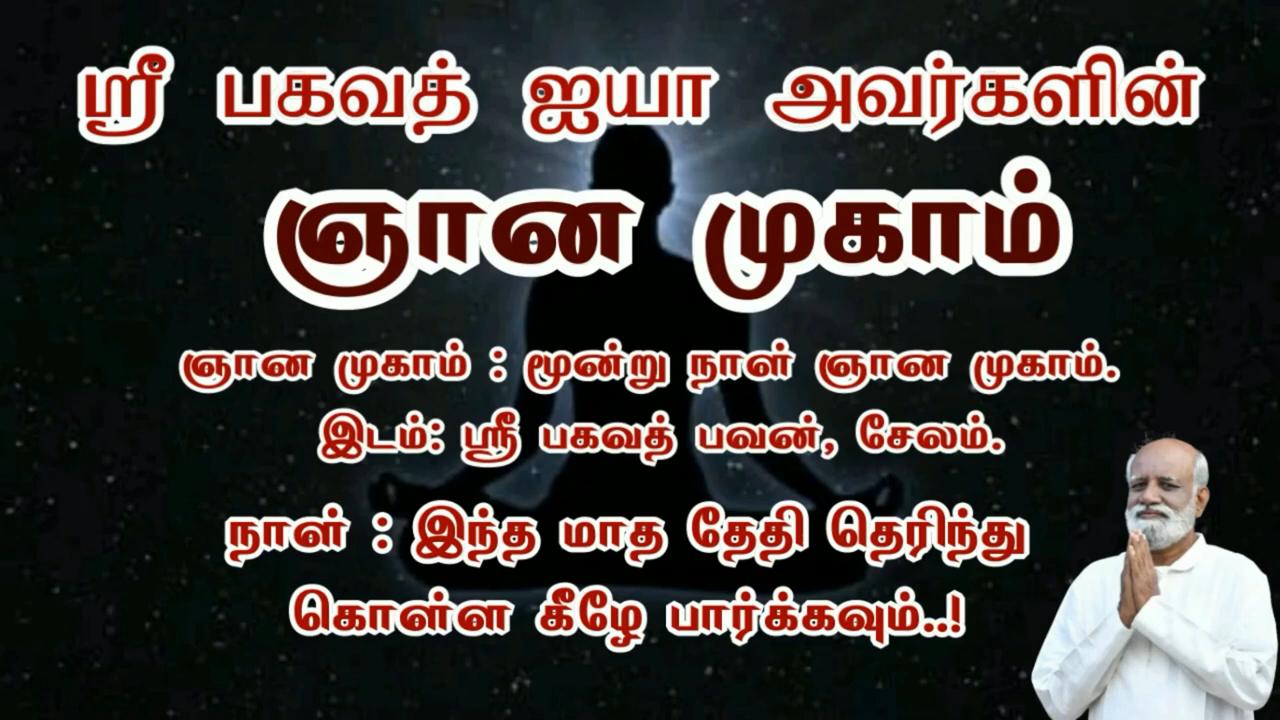 ஸ்ரீ பகவத் ஐயா அவர்களின்
ஞான முகாம்
ஞான முகாம் : மூன்று நாள் ஞான முகாம்.
இடம்: ஸ்ரீ பகவத் பவன், சேலம்.
நாள் : இந்த மாத தேதி தெரிந்து
கொள்ள கீழே பார்க்கவும்..!